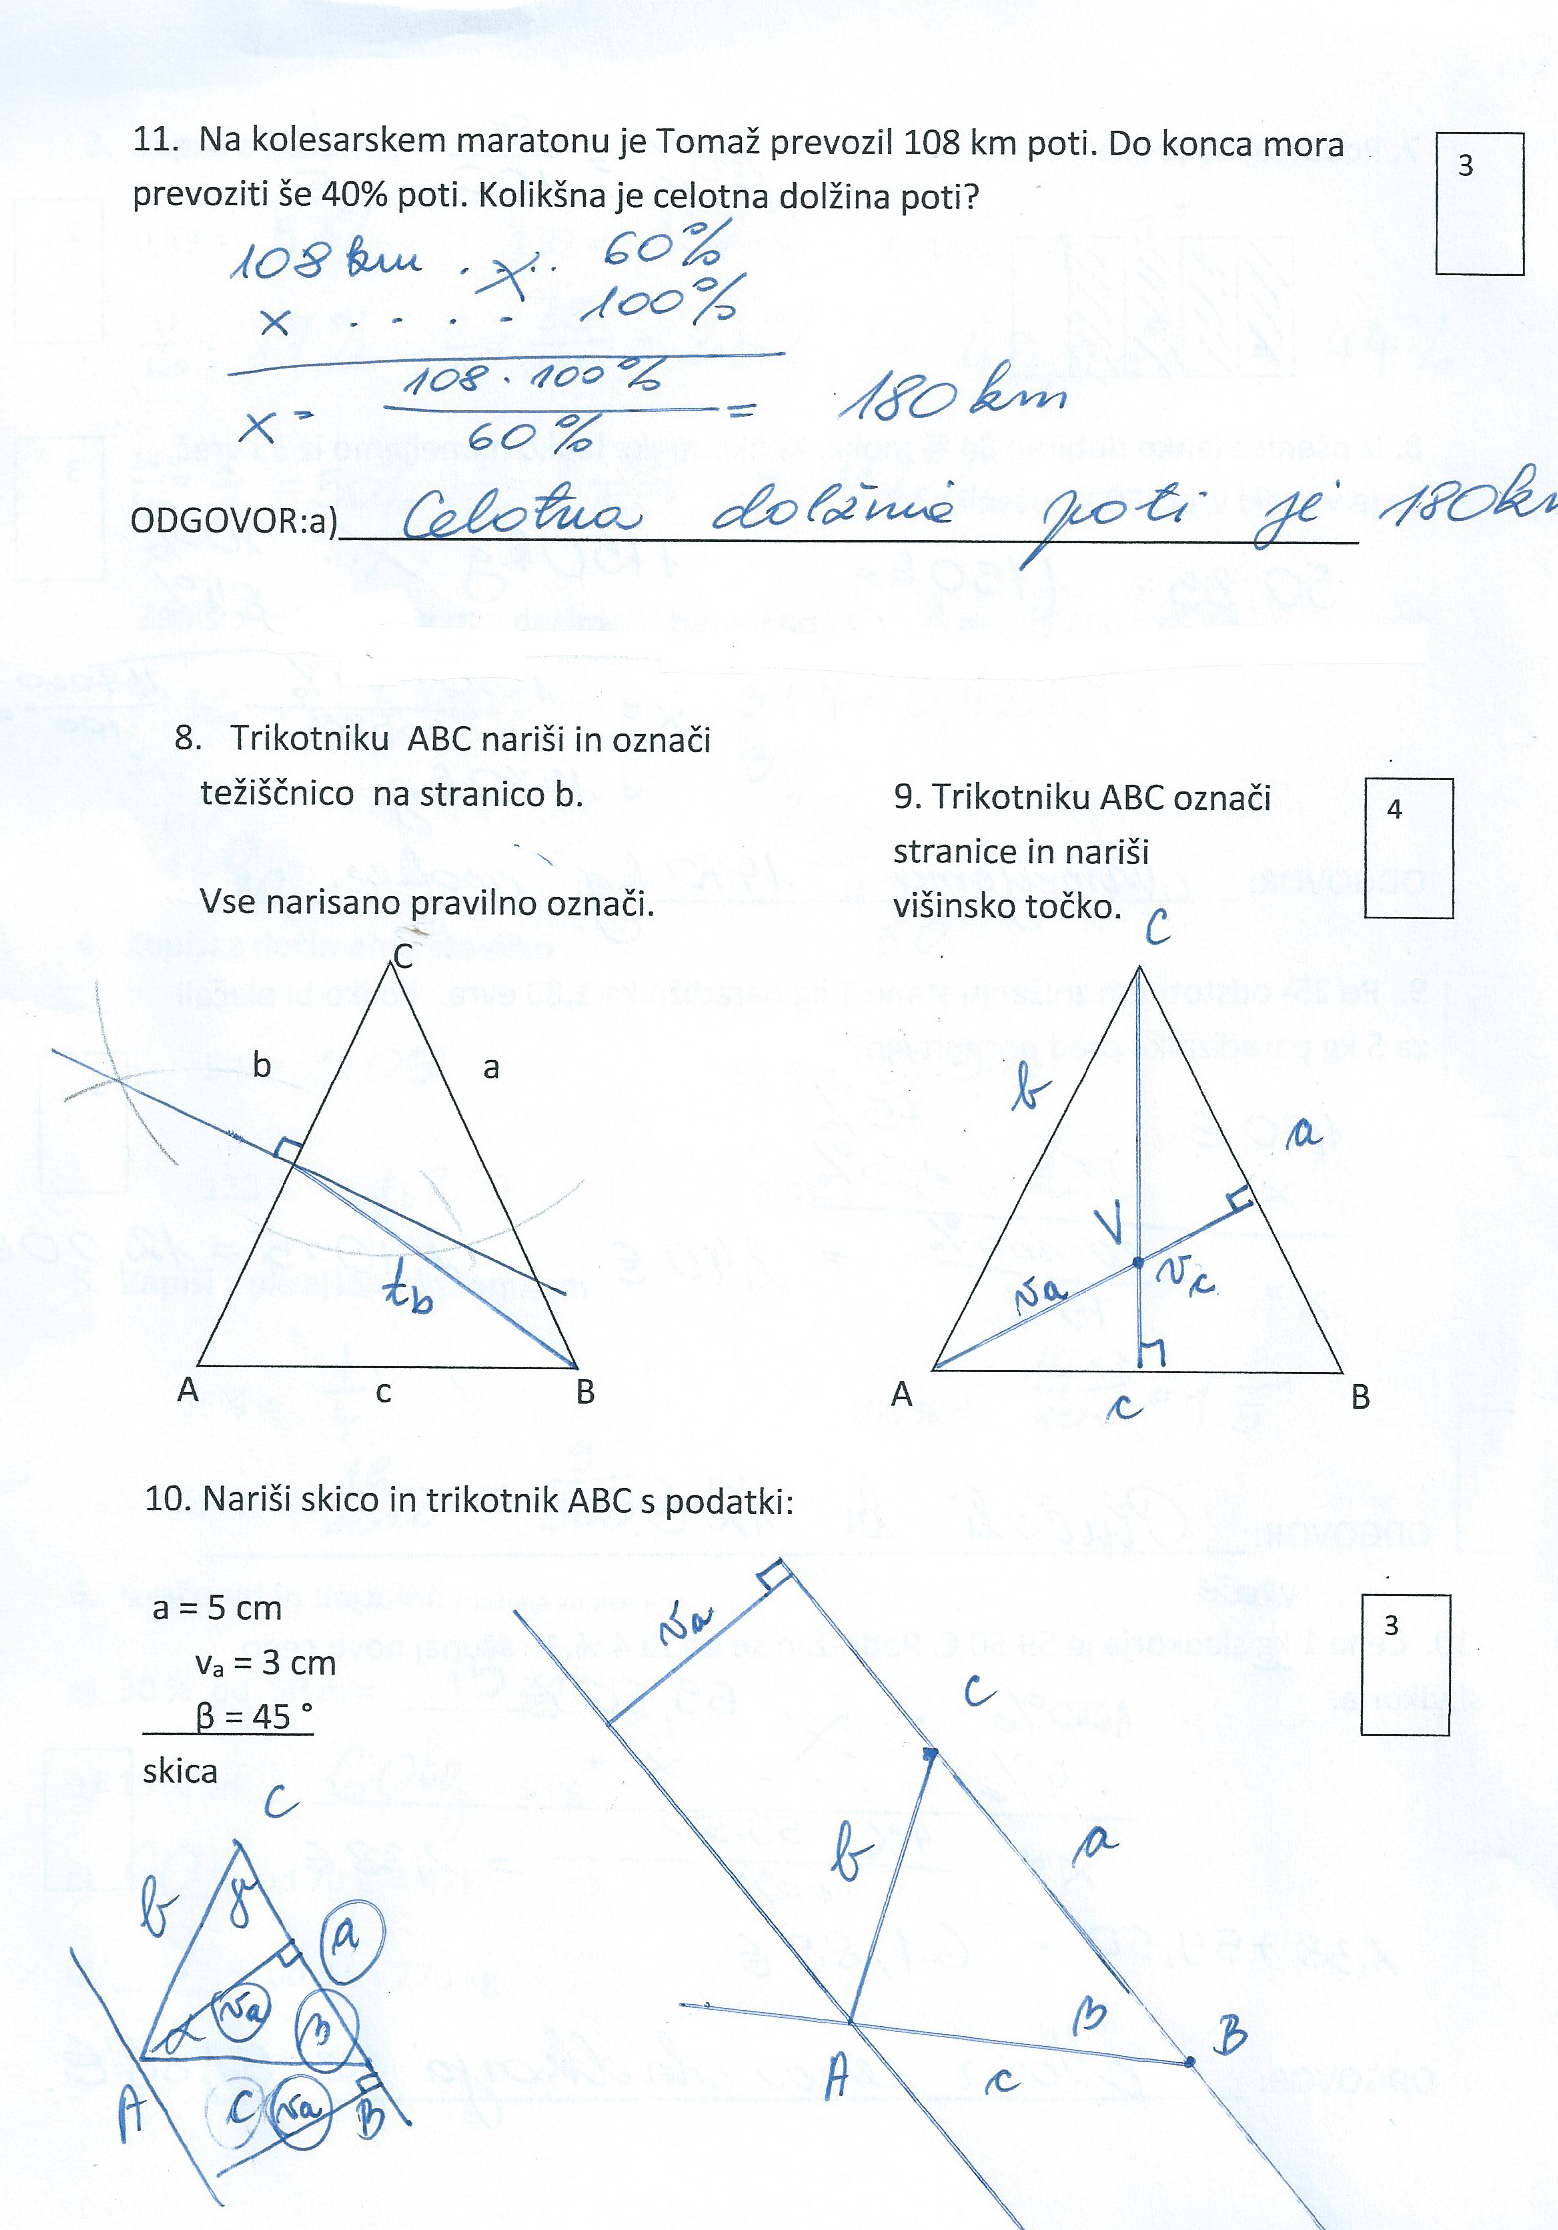 11. Na kolesarskem maratonu je Tomaž prevozil 108 km poti. Do konca mora
prevoziti še 40% poti. Kolikšna je celotna dolžina poti?
3
108 km . . . . 60%
x . . . . 100%
x = 108 · 100% / 60% = 180 km
ODGOVOR:a) Celotna dolžina poti je 180km
8. Trikotniku ABC nariši in označi
težiščnico na stranico b.
Vse narisano pravilno označi.
C
b
a
tb
A
c
B
9. Trikotniku ABC označi
stranice in nariši
višinsko točko.
4
C
b
a
V
va
vc
A
c
B
10. Nariši skico in trikotnik ABC s podatki:
a = 5 cm
va = 3 cm
β = 45 °
skica
3
C
b
γ
a
va
α
β
A
c
va
B
va
C
b
a
β
B
A
c